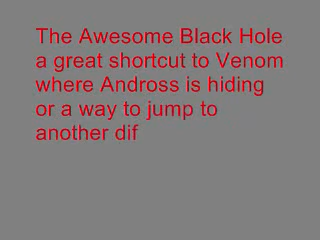 The Awesome Black Hole
a great shortcut to Venom
where Andross is hiding
or a way to jump to
another dif